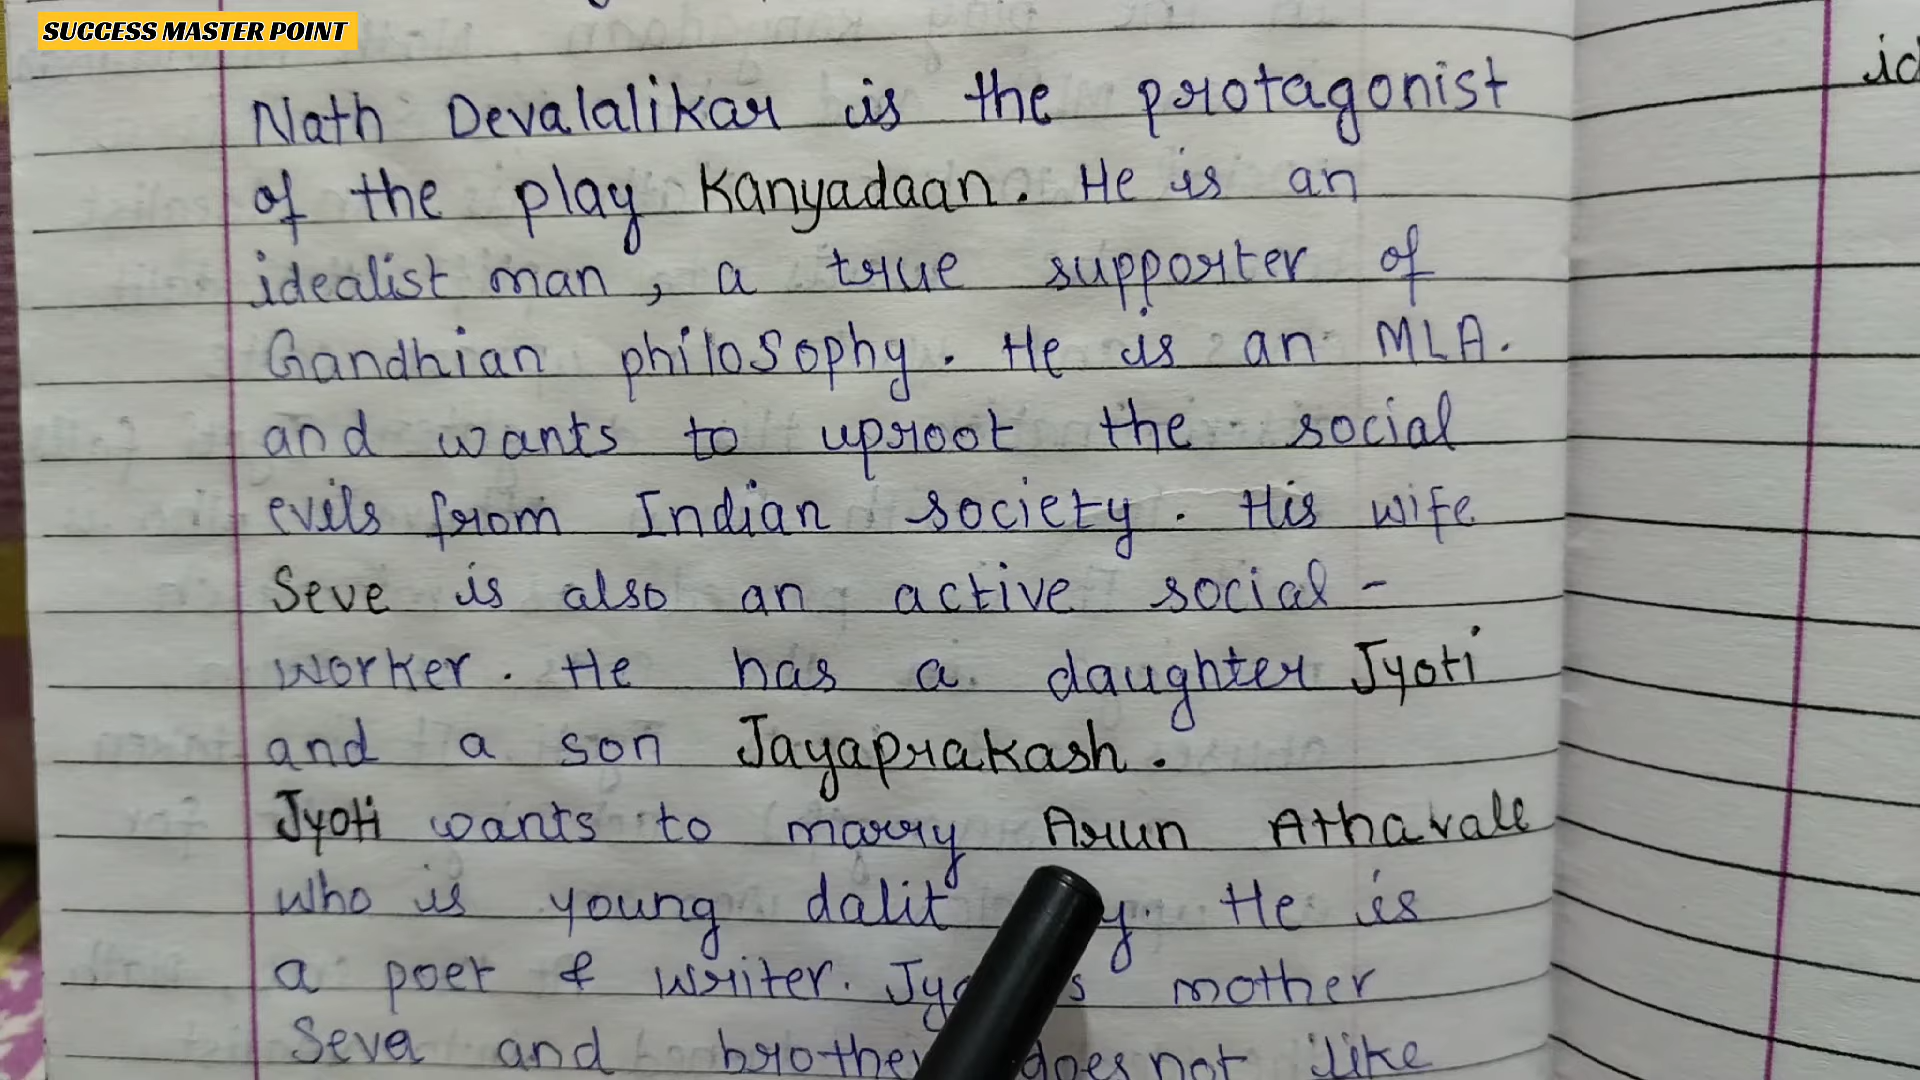 SUCCESS MASTER POINT
Nath Devalalikar is the protagonist
of the play Kanyadaan. He is an
idealist man, a true supporter of
Gandhian philosophy. He is an MLA.
and wants to uproot the social
evils from Indian society. His wife
Seve is also an active social-
worker. He has a daughter Jyoti
and a son Jayaprakash.
Jyoti wants to marry Arun Athavale
who is young dalit He is
a poet & writer. mother
Seva and does not like